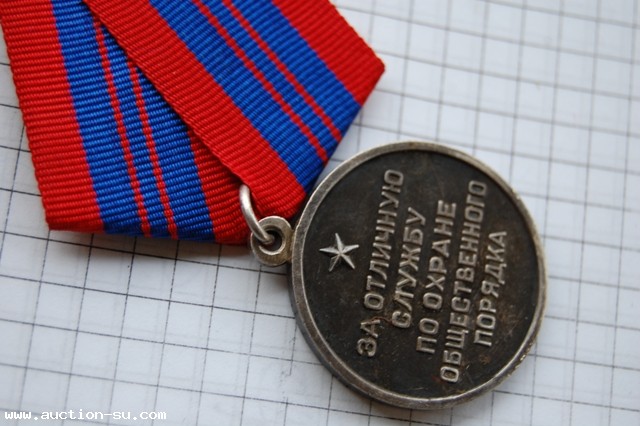 ЗА ОТЛИЧНУЮ
СЛУЖБУ
ПО ОХРАНЕ
ОБЩЕСТВЕННОГО
ПОРЯДКА
www.auction-su.com